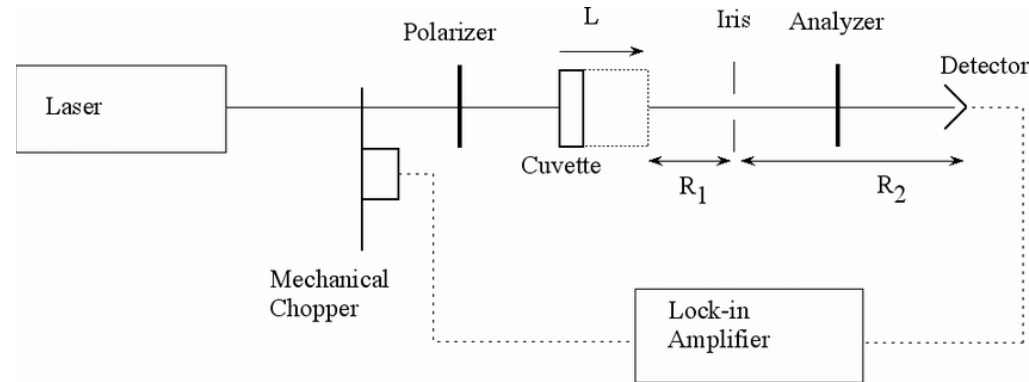 L
Iris
Analyzer
Polarizer
Detector
Laser
Cuvette
R1
R2
Mechanical
Chopper
Lock-in
Amplifier